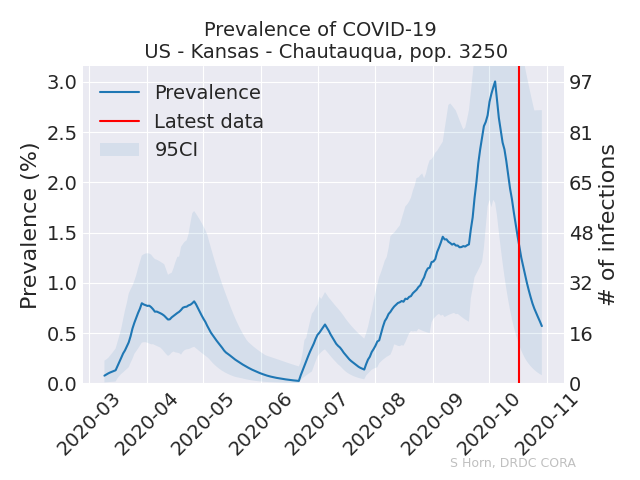 Prevalence of COVID-19
US - Kansas - Chautauqua, pop. 3250
Prevalence
Latest data
95CI
Prevalence (%)
3.0
2.5
2.0
1.5
1.0
0.5
0.0
97
81
65
48
32
16
0
# of infections
2020-03
2020-04
2020-05
2020-06
2020-07
2020-08
2020-09
2020-10
2020-11
S Horn, DRDC CORA